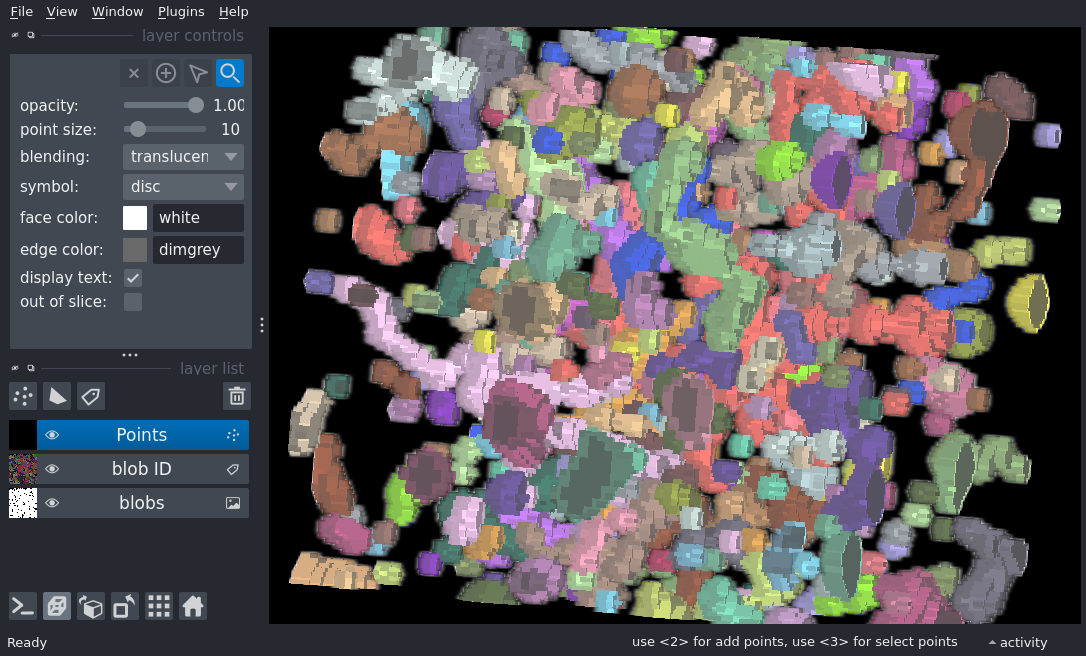 File View Window Plugins Help
layer controls
opacity: 1.00
point size: 10
blending: translucen
symbol: disc
face color: white
edge color: dimgrey
display text:
out of slice:
layer list
Points
blob ID
blobs
Ready use <2> for add points, use <3> for select points activity